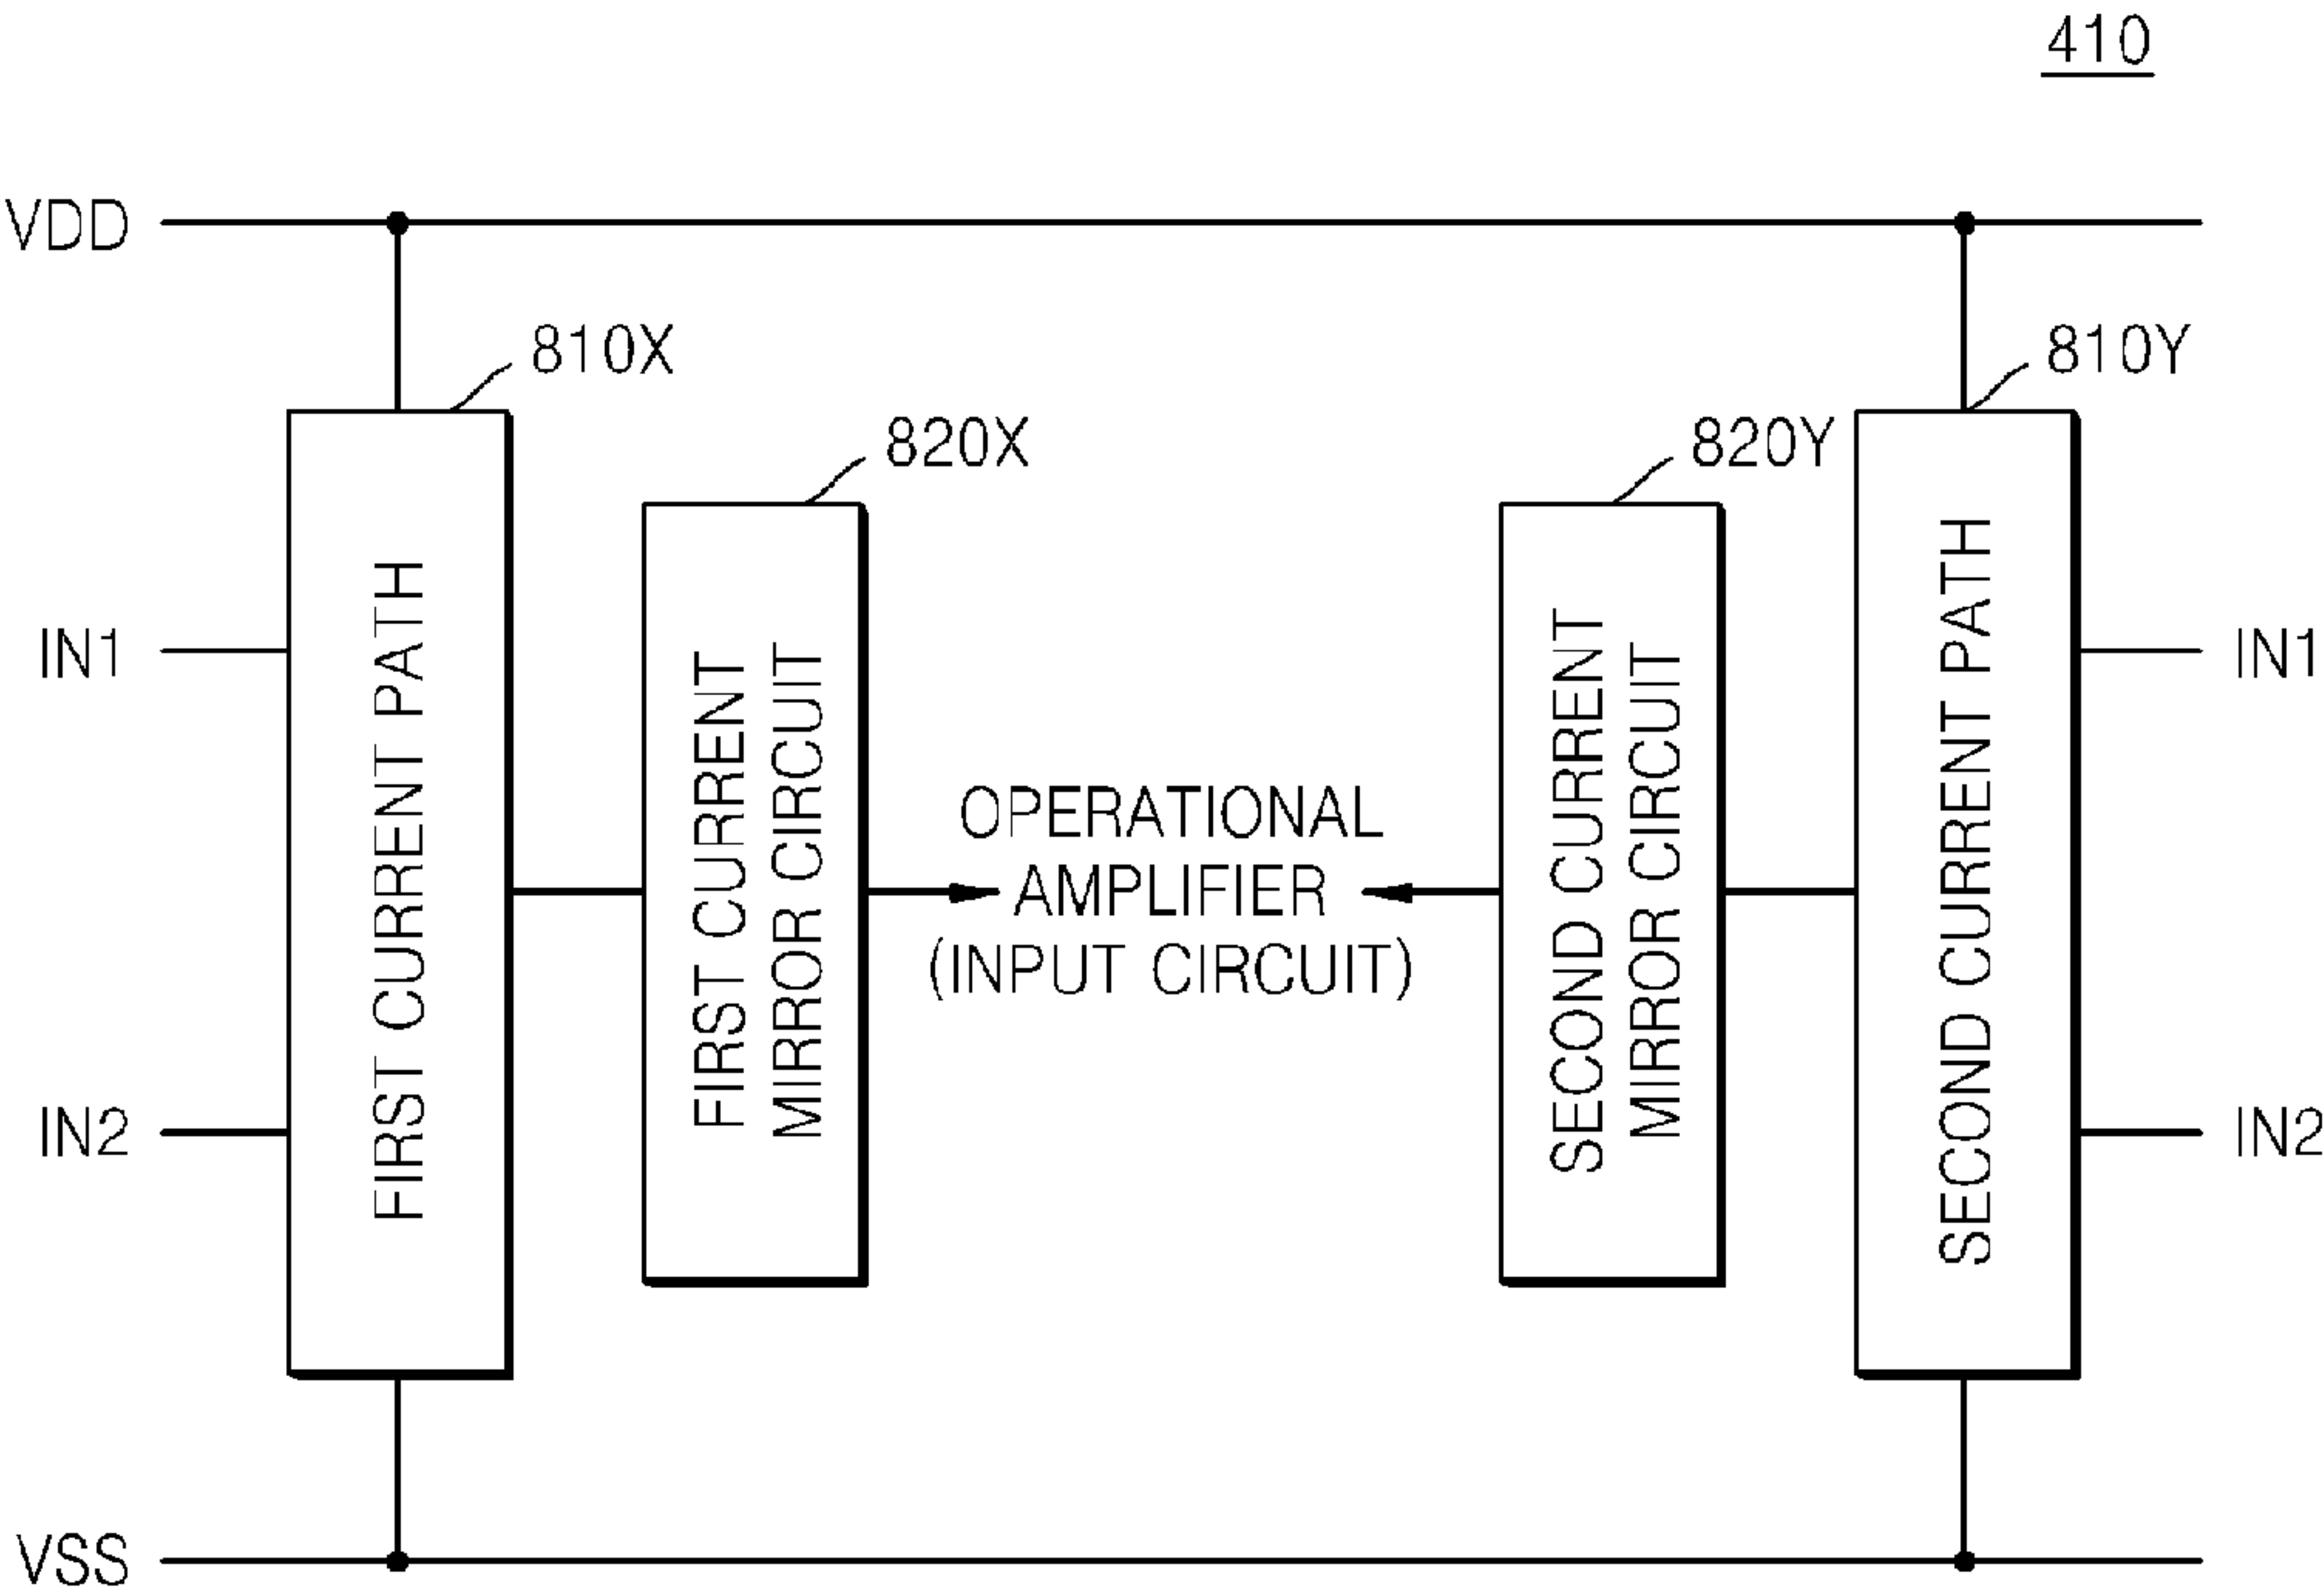 410
VDD
810X
810Y
820X
820Y
IN1
IN1
FIRST CURRENT PATH
FIRST CURRENT
MIRROR CIRCUIT
OPERATIONAL
AMPLIFIER
(INPUT CIRCUIT)
SECOND CURRENT
MIRROR CIRCUIT
SECOND CURRENT PATH
IN2
IN2
VSS